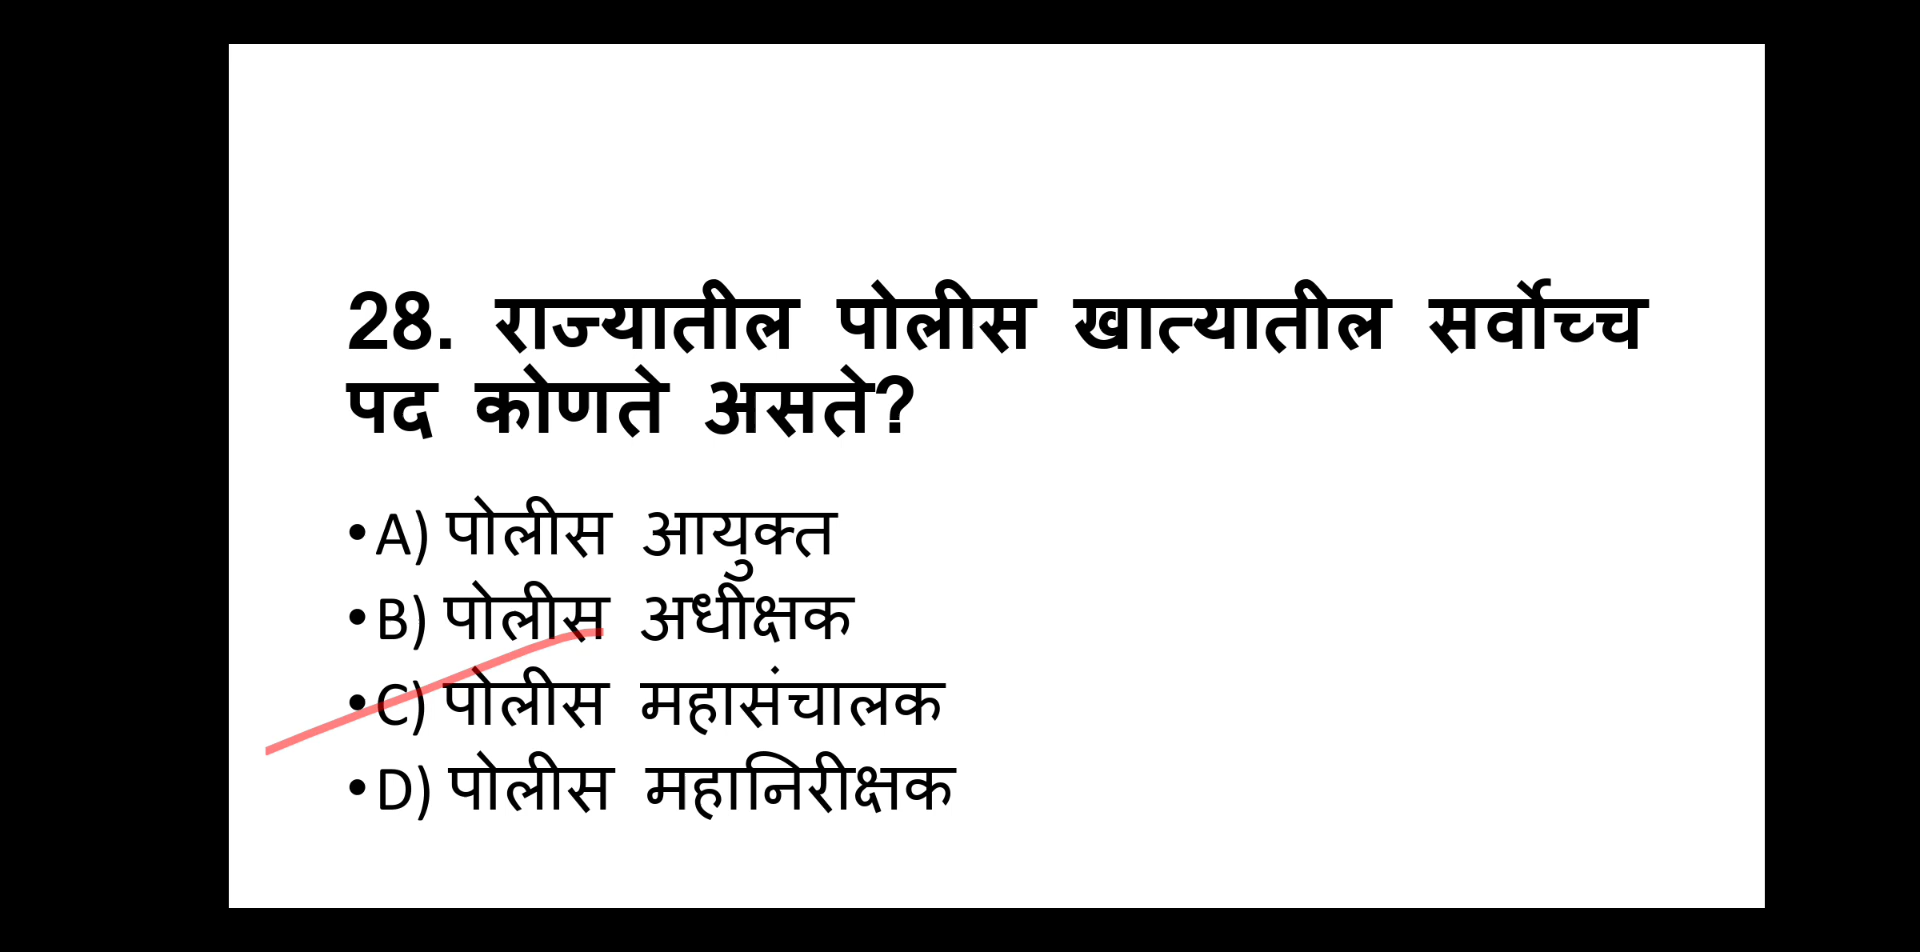 28. राज्यातील पोलीस खात्यातील सर्वोच्च
पद कोणते असते?
•A) पोलीस आयुक्त
•B) पोलीस अधीक्षक
•C) पोलीस महासंचालक
•D) पोलीस महानिरीक्षक